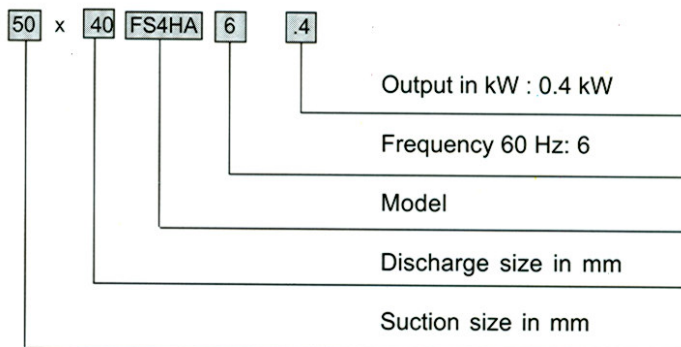 50 x 40 FS4HA 6 .4
Output in kW : 0.4 kW
Frequency 60 Hz: 6
Model
Discharge size in mm
Suction size in mm